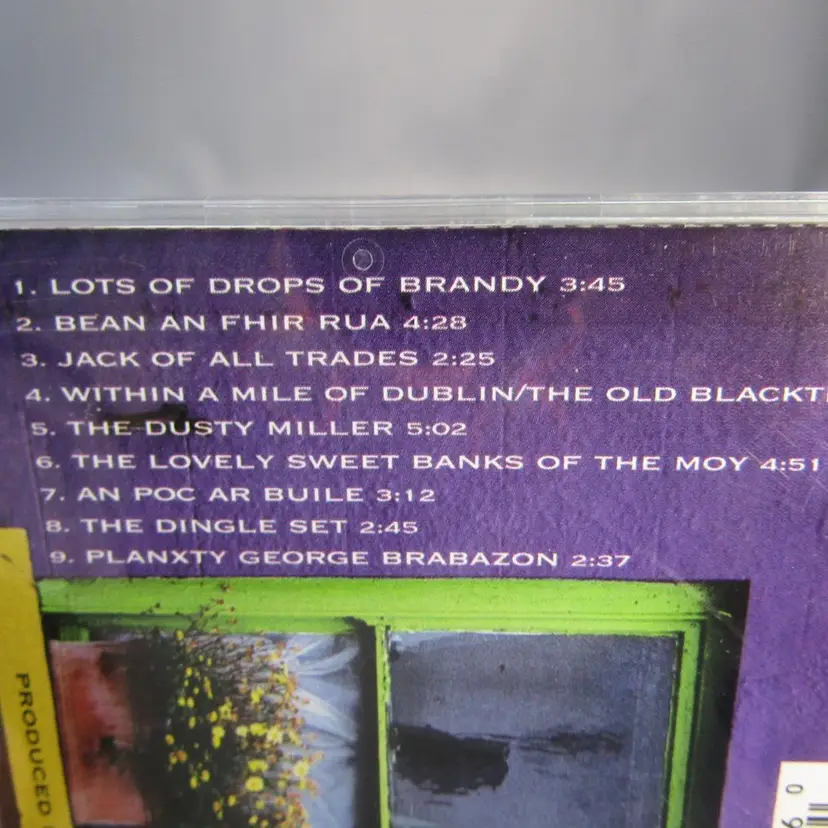 1. LOTS OF DROPS OF BRANDY 3:45
2. BEAN AN FHIR RUA 4:28
3. JACK OF ALL TRADES 2:25
4. WITHIN A MILE OF DUBLIN/THE OLD
5. THE DUSTY MILLER 5:02
6. THE LOVELY SWEET BANKS OF THE MOY 4:51
7. AN POC AR BUILE 3:12
8. THE DINGLE SET 2:45
9. PLANXTY GEORGE BRABAZON 2:37
PRODUCED